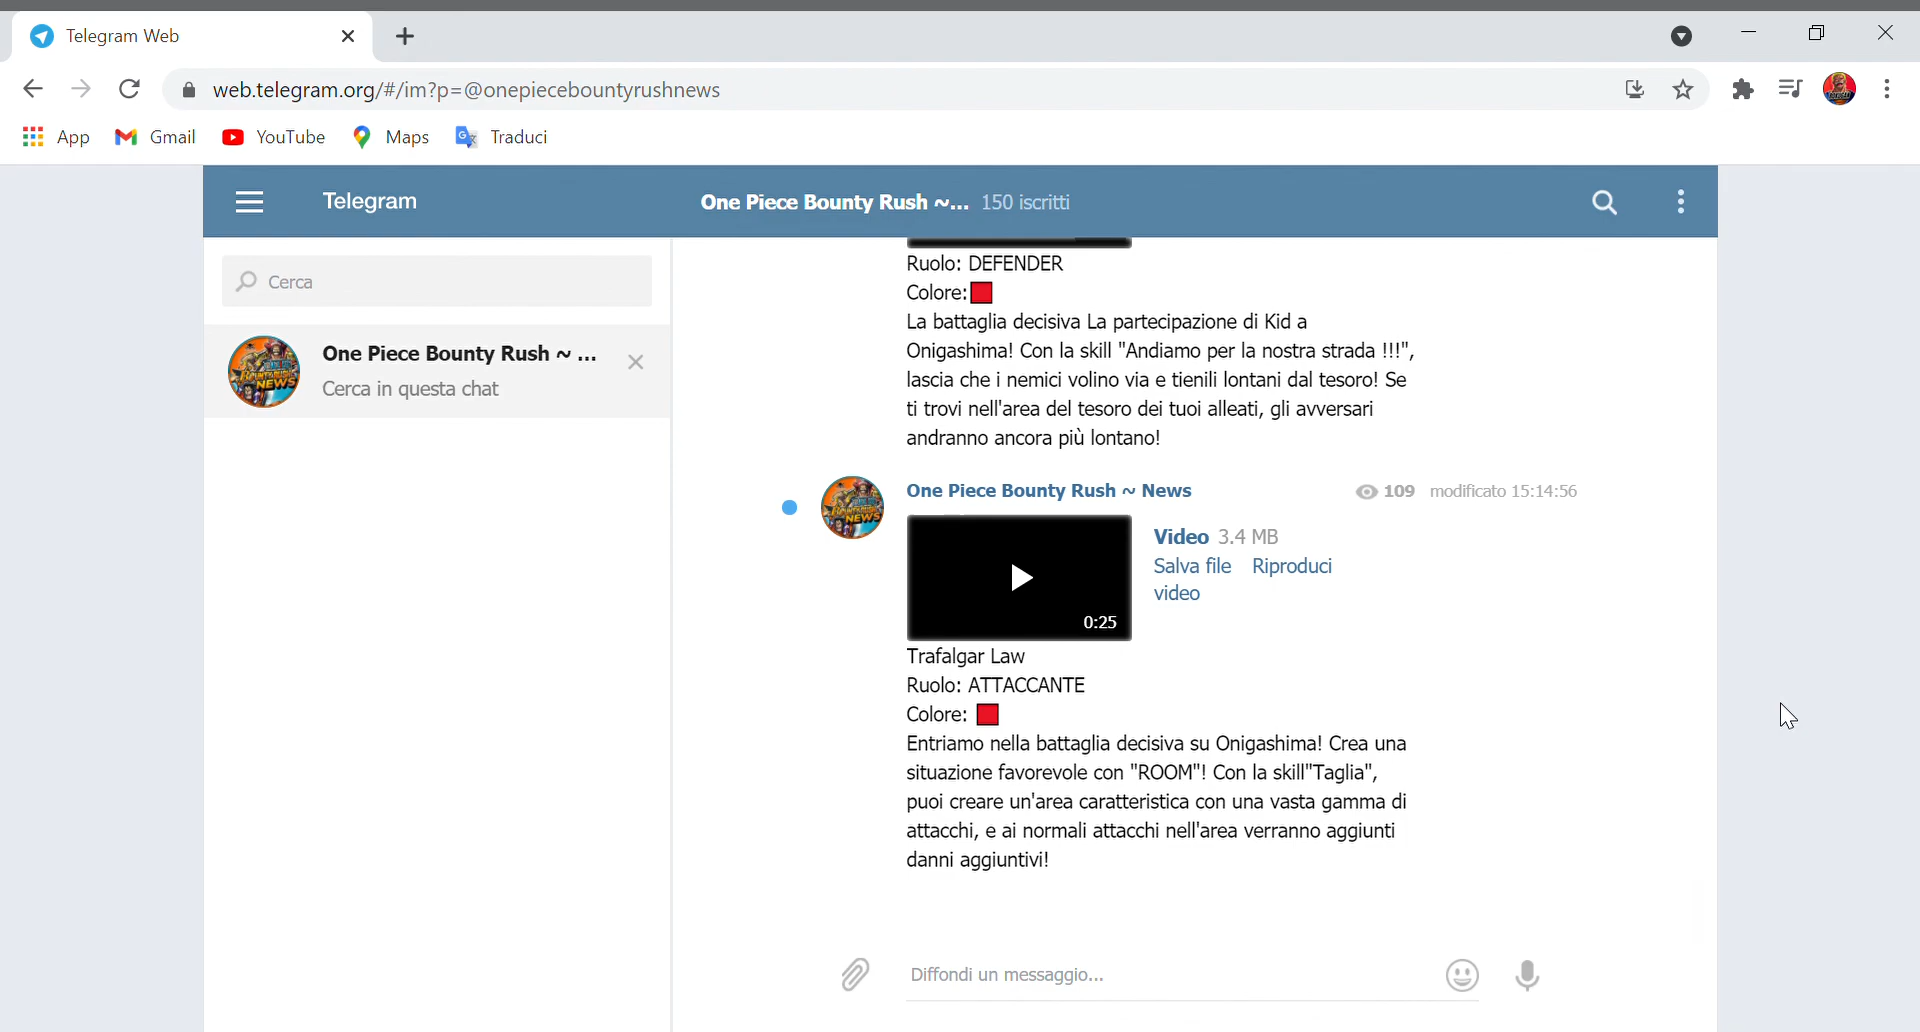 Telegram Web
web.telegram.org/#/im?p=@onepiecebountyrushnews
App
Gmail
YouTube
Maps
Traduci
Telegram
One Piece Bounty Rush ~... 150 iscritti
Cerca
One Piece Bounty Rush ~ ...
Cerca in questa chat
Ruolo: DEFENDER
Colore:
La battaglia decisiva La partecipazione di Kid a
Onigashima! Con la skill "Andiamo per la nostra strada !!!",
lascia che i nemici volino via e tienili lontani dal tesoro! Se
ti trovi nell'area del tesoro dei tuoi alleati, gli avversari
andranno ancora più lontano!
One Piece Bounty Rush ~ News
109 modificato 15:14:56
0:25
Video 3.4 MB
Salva file Riproduci
video
Trafalgar Law
Ruolo: ATTACCANTE
Colore:
Entriamo nella battaglia decisiva su Onigashima! Crea una
situazione favorevole con "ROOM"! Con la skill"Taglia",
puoi creare un'area caratteristica con una vasta gamma di
attacchi, e ai normali attacchi nell'area verranno aggiunti
danni aggiuntivi!
Diffondi un messaggio...